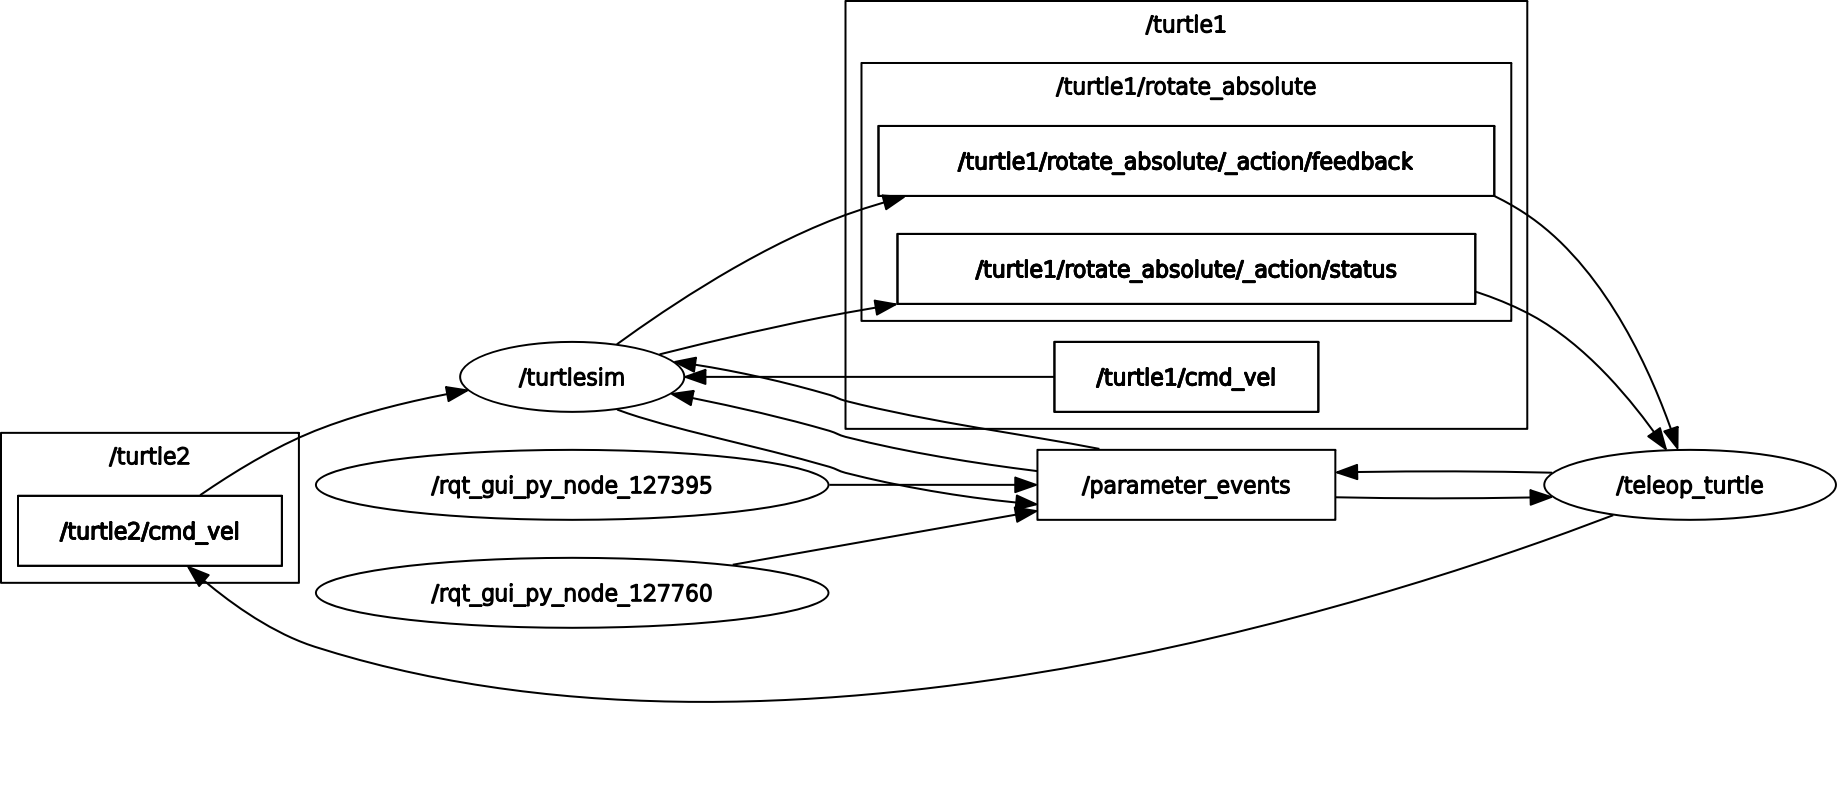 /turtle1
/turtle1/rotate_absolute
/turtle1/rotate_absolute/_action/feedback
/turtle1/rotate_absolute/_action/status
/turtlesim
/turtle1/cmd_vel
/turtle2
/rqt_gui_py_node_127395
/parameter_events
/teleop_turtle
/turtle2/cmd_vel
/rqt_gui_py_node_127760